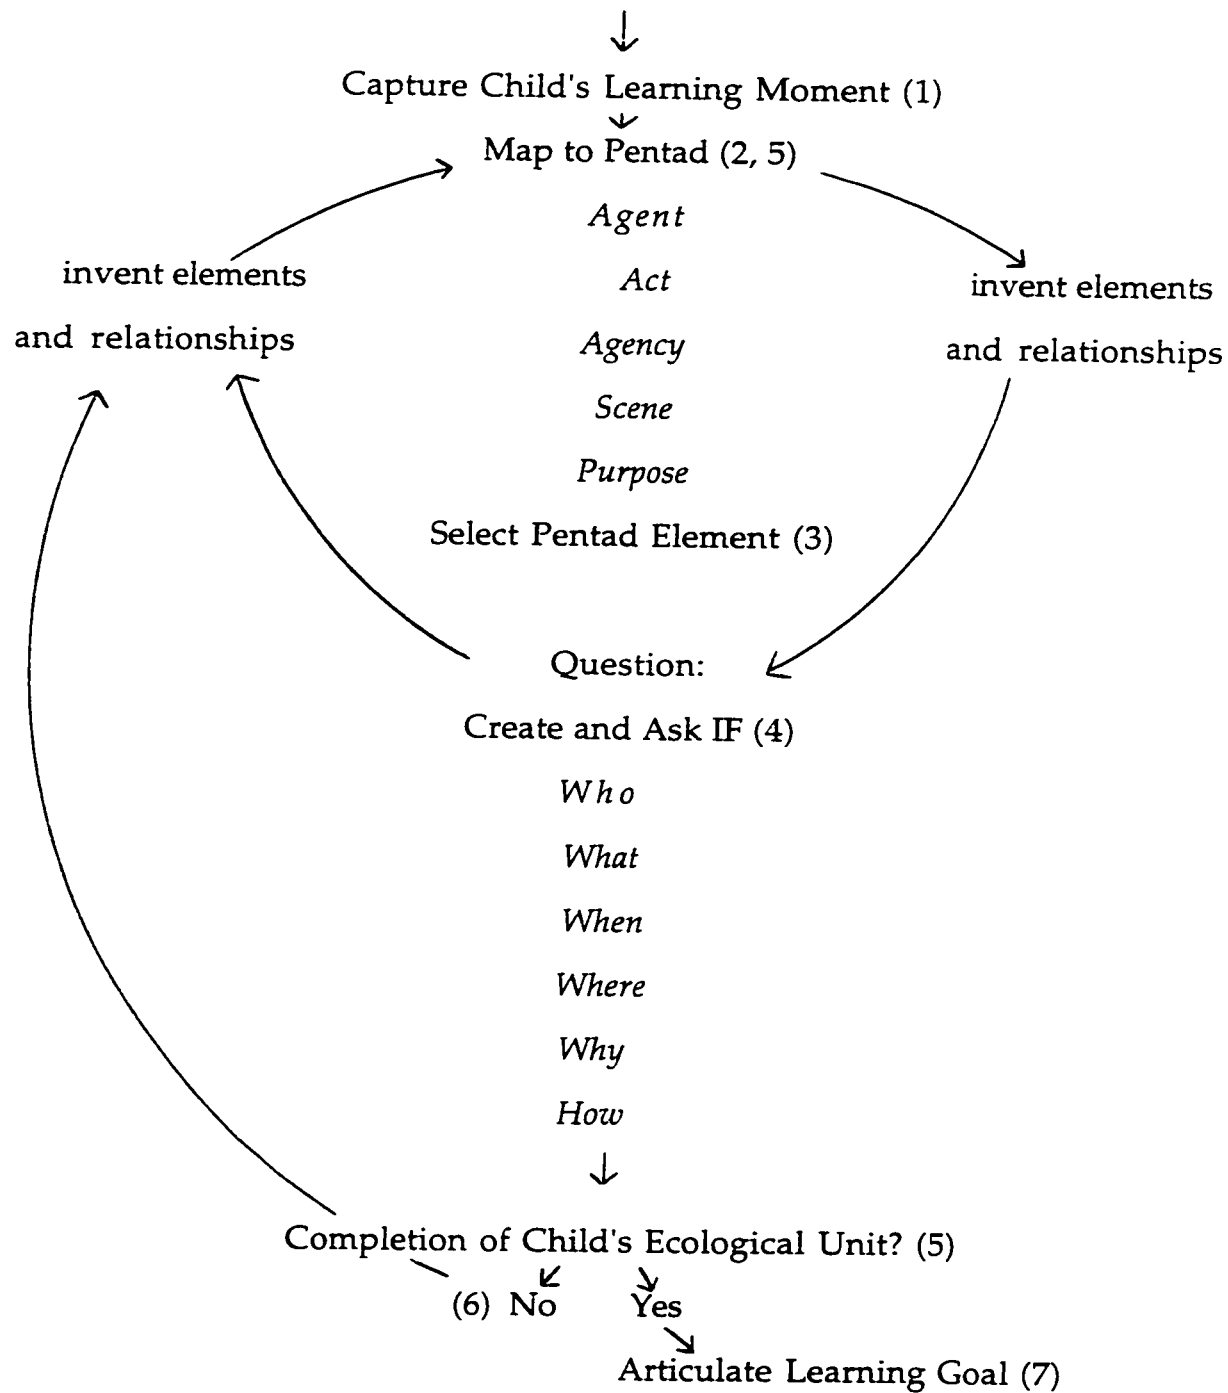 Capture Child's Learning Moment (1)
Map to Pentad (2, 5)
Agent
Act
Agency
Scene
Purpose
Select Pentad Element (3)
invent elements
and relationships
invent elements
and relationships
Question:
Create and Ask IF (4)
Who
What
When
Where
Why
How
Completion of Child's Ecological Unit? (5)
(6) No
Yes
Articulate Learning Goal (7)